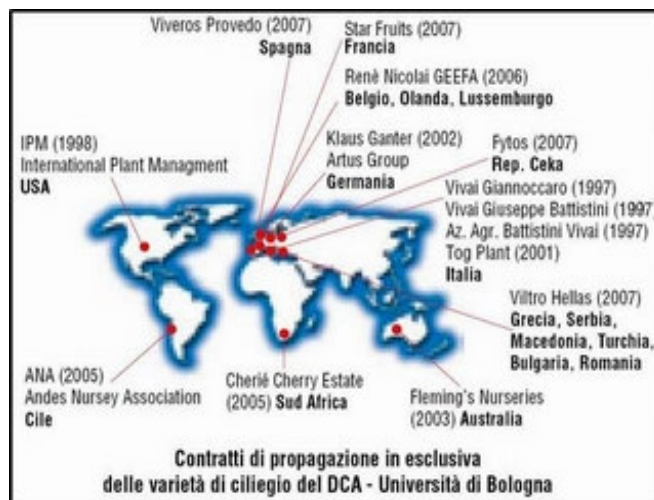 Viveros Provedo (2007)
Spagna
Star Fruits (2007)
Francia
Renè Nicolai GEEFA (2006)
Belgio, Olanda, Lussemburgo
IPM (1998)
International Plant Managment
USA
Klaus Ganter (2002)
Artus Group
Germania
Fytos (2007)
Rep. Ceka
Vivai Giannoccaro (1997)
Vivai Giuseppe Battistini (1997)
Az. Agr. Battistini Vivai (1997)
Tog Plant (2001)
Italia
Viltro Hellas (2007)
Grecia, Serbia,
Macedonia, Turchia,
Bulgaria, Romania
ANA (2005)
Andes Nursey Association
Cile
Cherié Cherry Estate
(2005) Sud Africa
Fleming's Nurseries
(2003) Australia
Contratti di propagazione in esclusiva
delle varietà di ciliegio del DCA - Università di Bologna